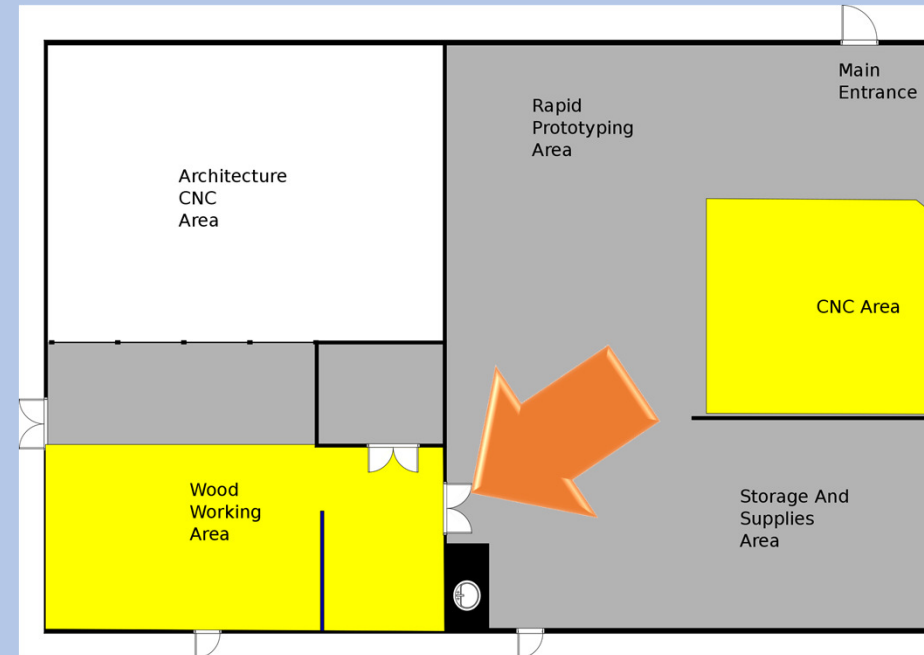 Main
Entrance
Rapid
Prototyping
Area
Architecture
CNC
Area
CNC Area
Wood
Working
Area
Storage And
Supplies
Area